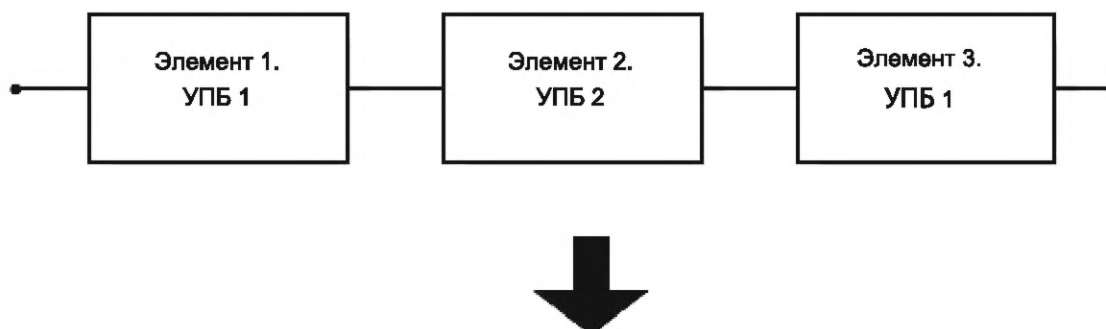 Элемент 1.
УПБ 1
Элемент 2.
УПБ 2
Элемент 3.
УПБ 1